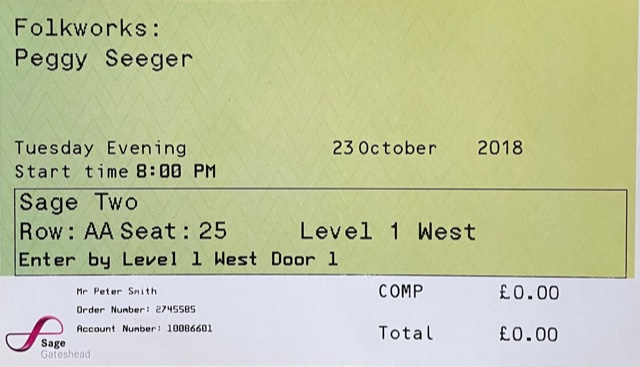 Folkworks:
Peggy Seeger
Tuesday Evening 23 October 2018
Start time 8:00 PM
Sage Two
Row: AA Seat: 25 Level 1 West
Enter by Level 1 West Door 1
Mr Peter Smith COMP £0.00
Order Number: 2745585
Account Number: 10086601 Total £0.00
Sage
Gateshead